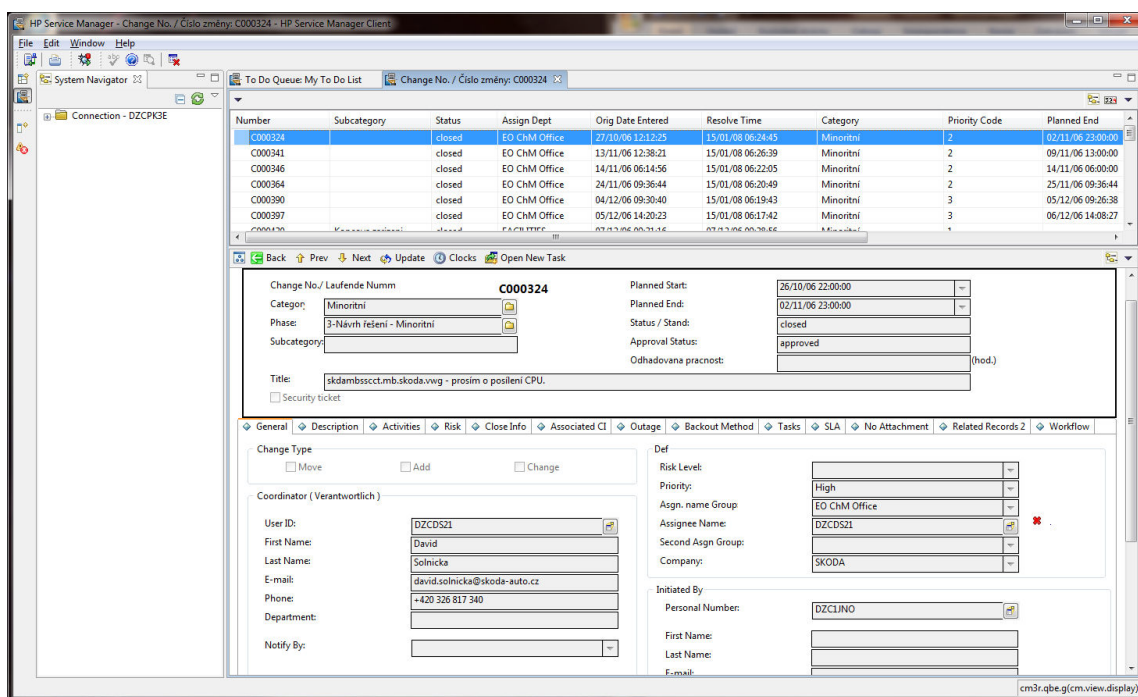 HP Service Manager - Change No. / Číslo změny: C000324 - HP Service Manager Client
File Edit Window Help
System Navigator
To Do Queue: My To Do List
Change No. / Číslo změny: C000324
Connection - DZCPK3E
Number Subcategory Status Assign Dept Orig Date Entered Resolve Time Category Priority Code Planned End
C000324 closed EO ChM Office 27/10/06 12:12:25 15/01/08 06:24:45 Minoritní 2 02/11/06 23:00:00
C000341 closed EO ChM Office 13/11/06 12:38:21 15/01/08 06:26:39 Minoritní 2 09/11/06 13:00:00
C000346 closed EO ChM Office 14/11/06 06:14:56 15/01/08 06:22:05 Minoritní 2 14/11/06 06:00:00
C000364 closed EO ChM Office 24/11/06 09:36:44 15/01/08 06:20:49 Minoritní 2 25/11/06 09:36:44
C000390 closed EO ChM Office 04/12/06 09:30:40 15/01/08 06:19:43 Minoritní 3 05/12/06 09:26:38
C000397 closed EO ChM Office 05/12/06 14:20:23 15/01/08 06:17:42 Minoritní 3 06/12/06 14:08:27
Back Prev Next Update Clocks Open New Task
Change No./ Laufende Numm C000324 Planned Start: 26/10/06 22:00:00
Categor Minoritní Planned End: 02/11/06 23:00:00
Phase: 3-Návrh řešení - Minoritní Status / Stand: closed
Subcategory: Approval Status: approved
Odhadovana pracnost: (hod.)
Title: skdambsscct.mb.skoda.vwg - prosím o posílení CPU.
Security ticket
General Description Activities Risk Close Info Associated CI Outage Backout Method Tasks SLA No Attachment Related Records 2 Workflow
Change Type Def
Move Add Change Risk Level:
Priority: High
Coordinator ( Verantwortlich ) Asgn. name Group EO ChM Office
User ID: DZCDS21 Assignee Name: DZCDS21
First Name: David Second Asgn Group:
Last Name: Solnicka Company: SKODA
E-mail: david.solnicka@skoda-auto.cz Initiated By
Phone: +420 326 817 340 Personal Number: DZC1JNO
Department:
First Name:
Notify By: Last Name:
E-mail:
cm3r.qbe.g(cm.view.display)